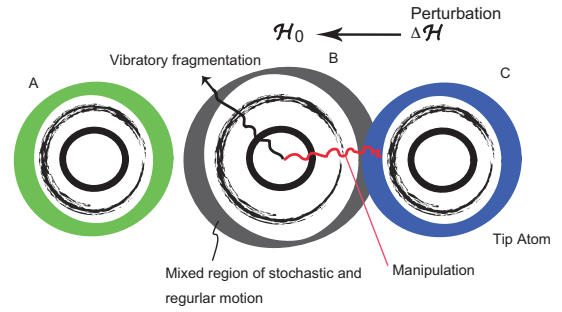 Perturbation
𝓗0
Δ𝓗
Vibratory fragmentation
B
A
C
Tip Atom
Mixed region of stochastic and
regurlar motion
Manipulation